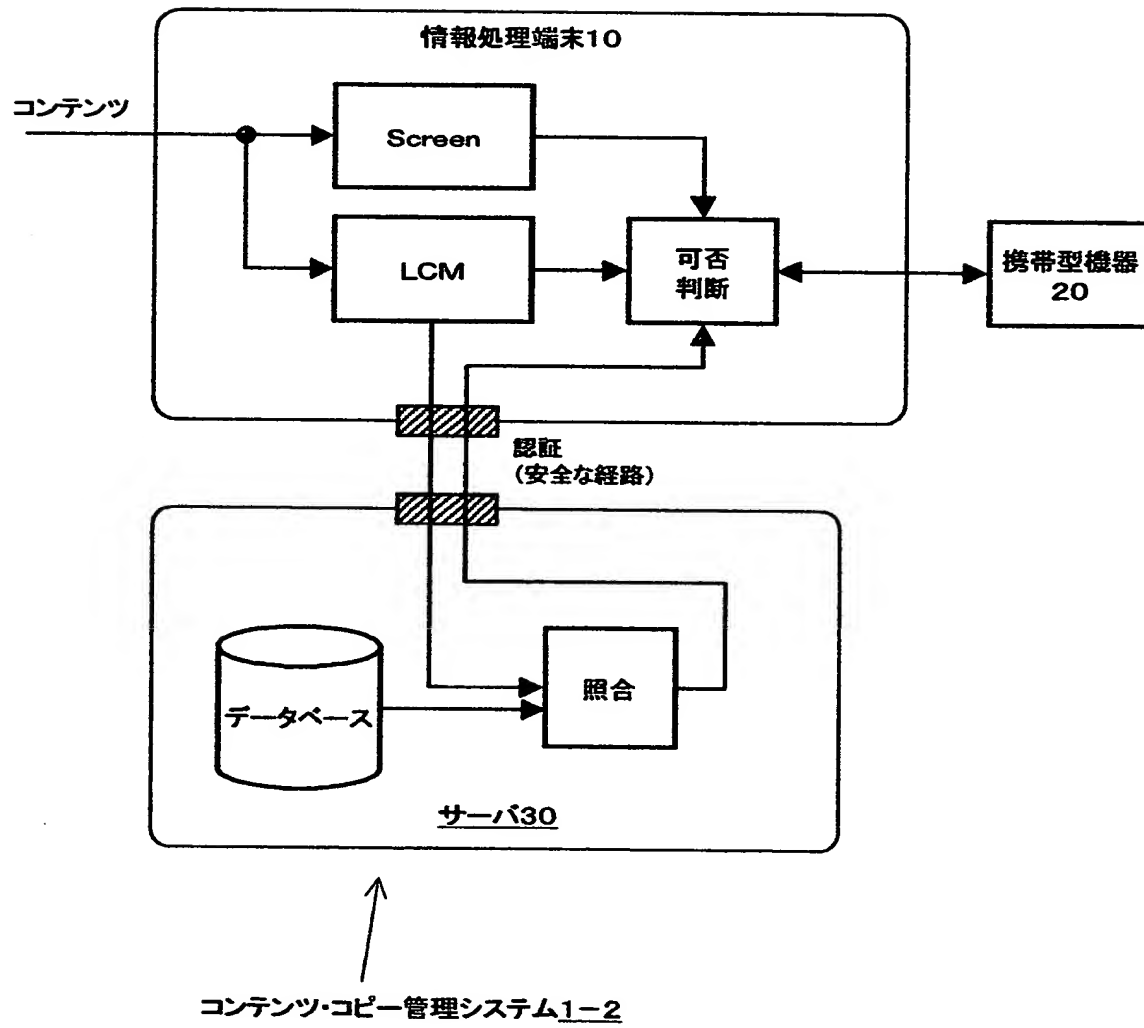 情報処理端末10
コンテンツ
Screen
LCM
可否
判断
携帯型機器
20
認証
(安全な経路)
データベース
照合
サーバ30
コンテンツ・コピー管理システム1-2